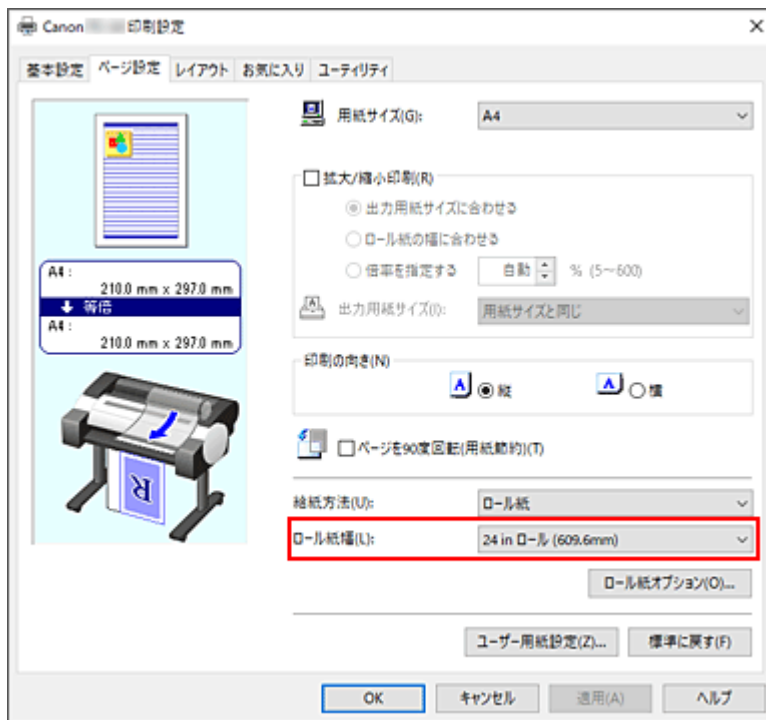 Canon 印刷設定
基本設定 ページ設定 レイアウト お気に入り ユーティリティ
用紙サイズ(G): A4
拡大/縮小印刷(R)
出力用紙サイズに合わせる
ロール紙の幅に合わせる
倍率を指定する 自動 % (5～600)
出力用紙サイズ(I): 用紙サイズと同じ
A4 :
210.0 mm x 297.0 mm
等倍
A4 :
210.0 mm x 297.0 mm
印刷の向き(N)
A 縦 A 横
ページを90度回転(用紙節約)(T)
R
給紙方法(U): ロール紙
ロール紙幅(L): 24 in ロール (609.6mm)
ロール紙オプション(O)...
ユーザー用紙設定(Z)... 標準に戻す(F)
OK キャンセル 適用(A) ヘルプ